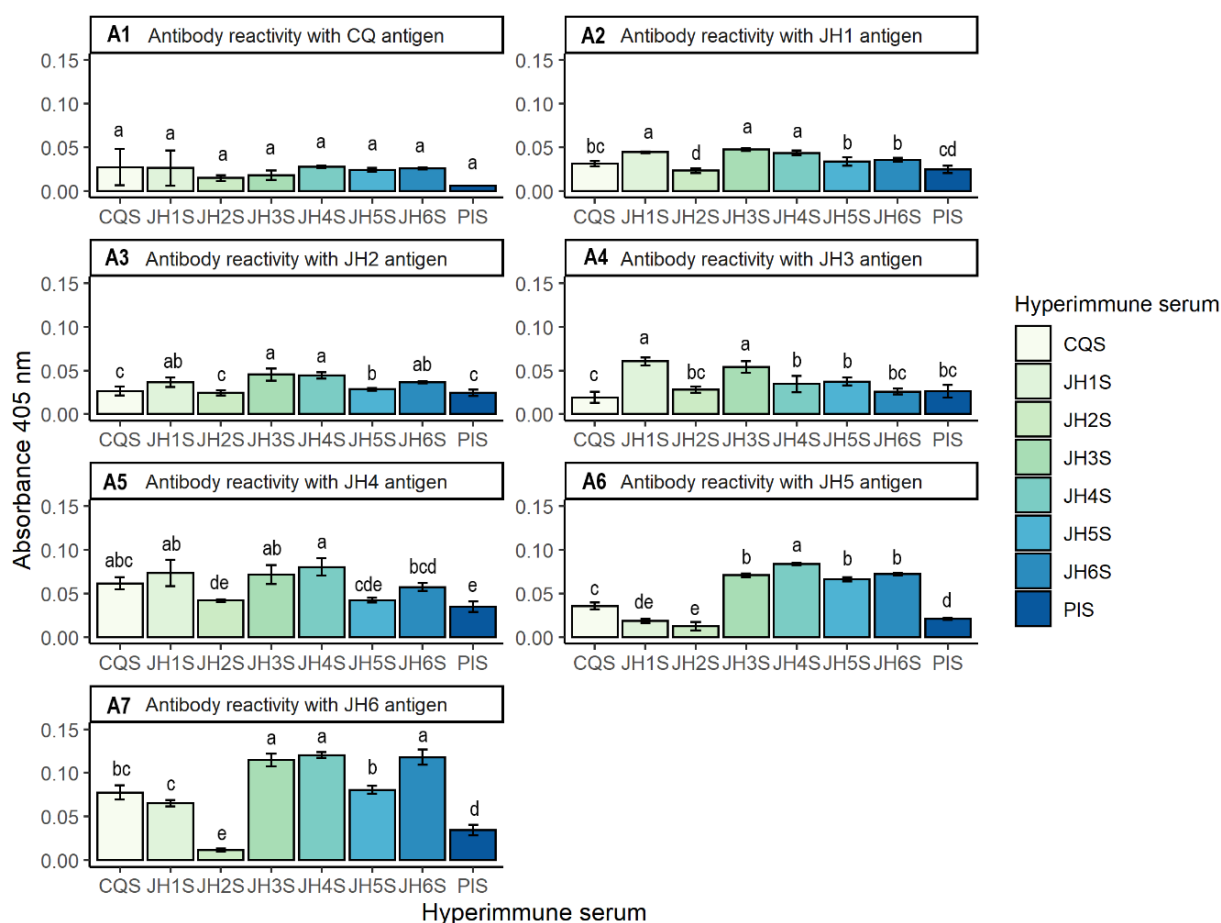 A1 Antibody reactivity with CQ antigen
0.15
0.10
0.05
0.00
a a a a a a a a
CQS JH1S JH2S JH3S JH4S JH5S JH6S PIS
A2 Antibody reactivity with JH1 antigen
0.15
0.10
0.05
0.00
bc a d a a b b cd
CQS JH1S JH2S JH3S JH4S JH5S JH6S PIS
A3 Antibody reactivity with JH2 antigen
0.15
0.10
0.05
0.00
c ab c a a b ab c
CQS JH1S JH2S JH3S JH4S JH5S JH6S PIS
A4 Antibody reactivity with JH3 antigen
0.15
0.10
0.05
0.00
c a bc a b b bc bc
CQS JH1S JH2S JH3S JH4S JH5S JH6S PIS
A5 Antibody reactivity with JH4 antigen
0.15
0.10
0.05
0.00
abc ab de ab a cde bcd e
CQS JH1S JH2S JH3S JH4S JH5S JH6S PIS
A6 Antibody reactivity with JH5 antigen
0.15
0.10
0.05
0.00
c de e b a b b d
CQS JH1S JH2S JH3S JH4S JH5S JH6S PIS
A7 Antibody reactivity with JH6 antigen
0.15
0.10
0.05
0.00
bc c e a a b a d
CQS JH1S JH2S JH3S JH4S JH5S JH6S PIS
Absorbance 405 nm
Hyperimmune serum
Hyperimmune serum
CQS
JH1S
JH2S
JH3S
JH4S
JH5S
JH6S
PIS